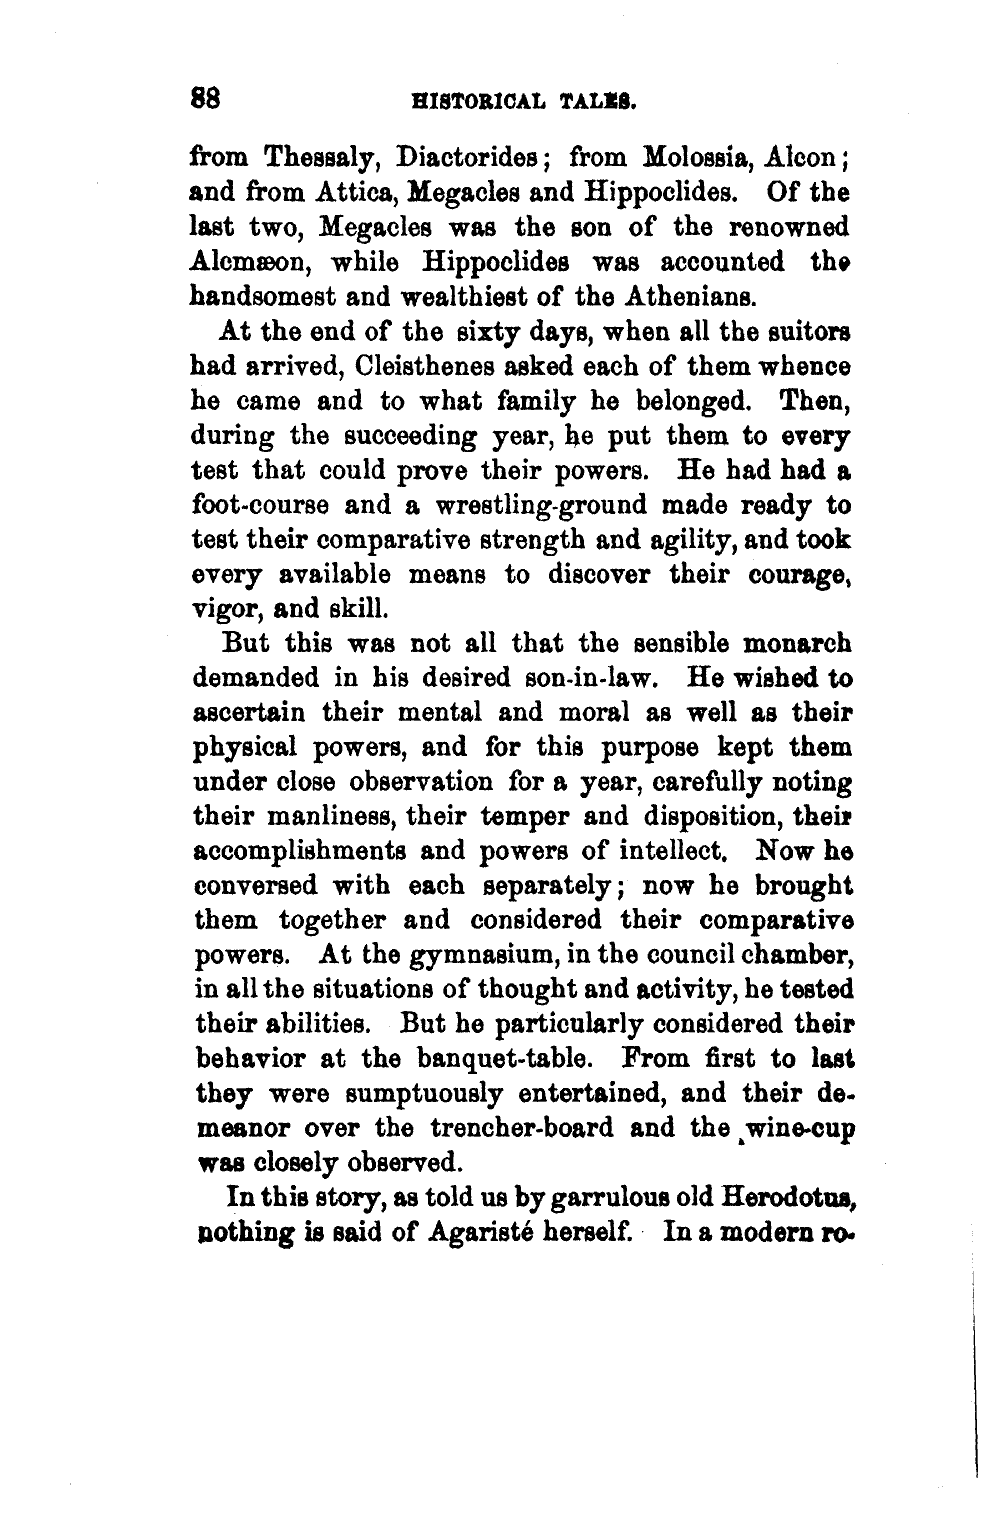 88 HISTORICAL TALES.
from Thessaly, Diactorides; from Molossia, Alcon;
and from Attica, Megacles and Hippoclides. Of the
last two, Megacles was the son of the renowned
Alcmæon, while Hippoclides was accounted the
handsomest and wealthiest of the Athenians.
At the end of the sixty days, when all the suitors
had arrived, Cleisthenes asked each of them whence
he came and to what family he belonged. Then,
during the succeeding year, he put them to every
test that could prove their powers. He had had a
foot-course and a wrestling-ground made ready to
test their comparative strength and agility, and took
every available means to discover their courage,
vigor, and skill.
But this was not all that the sensible monarch
demanded in his desired son-in-law. He wished to
ascertain their mental and moral as well as their
physical powers, and for this purpose kept them
under close observation for a year, carefully noting
their manliness, their temper and disposition, their
accomplishments and powers of intellect. Now he
conversed with each separately; now he brought
them together and considered their comparative
powers. At the gymnasium, in the council chamber,
in all the situations of thought and activity, he tested
their abilities. But he particularly considered their
behavior at the banquet-table. From first to last
they were sumptuously entertained, and their de-
meanor over the trencher-board and the wine-cup
was closely observed.
In this story, as told us by garrulous old Herodotus,
nothing is said of Agaristé herself. In a modern ro-